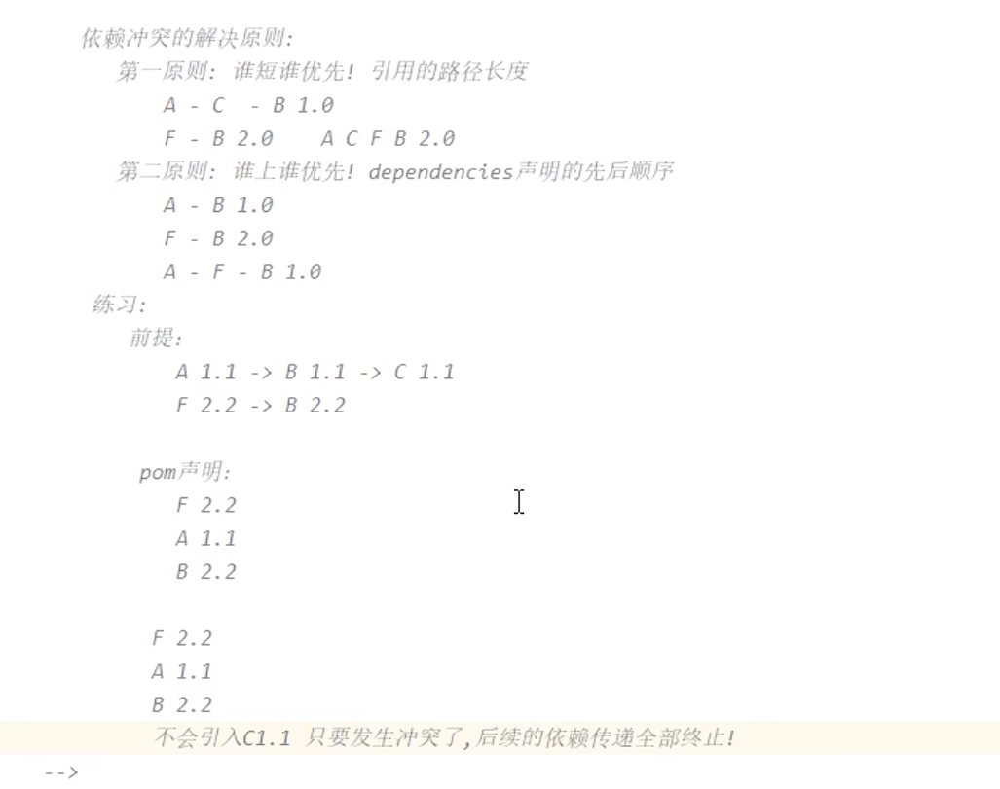 依赖冲突的解决原则:
第一原则: 谁短谁优先! 引用的路径长度
A - C  - B 1.0
F - B 2.0    A C F B 2.0
第二原则: 谁上谁优先! dependencies声明的先后顺序
A - B 1.0
F - B 2.0
A - F - B 1.0
练习:
前提:
A 1.1 -> B 1.1 -> C 1.1
F 2.2 -> B 2.2
pom声明:
F 2.2
A 1.1
B 2.2
F 2.2
A 1.1
B 2.2
不会引入C1.1 只要发生冲突了,后续的依赖传递全部终止!
-->